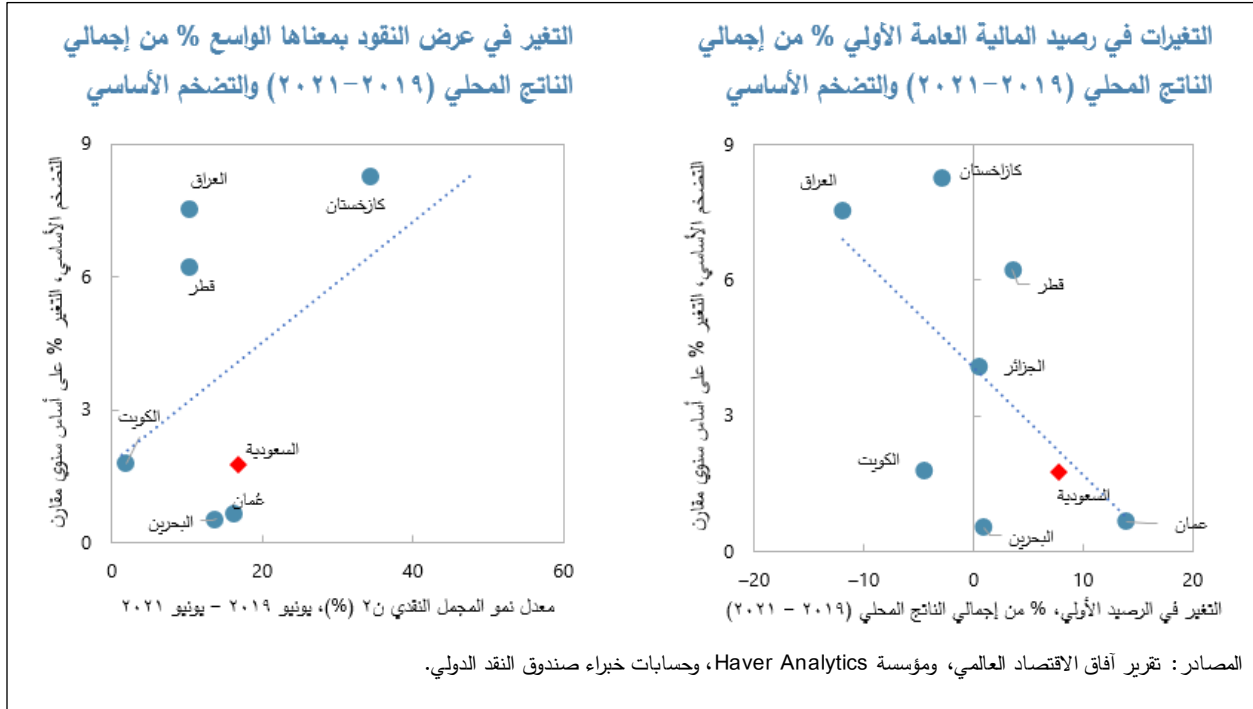 التغيرات في رصيد المالية العامة الأولي % من إجمالي
الناتج المحلي (٢٠١٩-٢٠٢١) والتضخم الأساسي
التضخم الأساسي، التغير % على أساس سنوي مقارن
9
6
3
0
كازاخستان
العراق
قطر
الجزائر
الكويت
السعودية
عمان
البحرين
–20
–10
0
10
20
التغير في الرصيد الأولي، % من إجمالي الناتج المحلي (٢٠١٩ – ٢٠٢١)
التغير في عرض النقود بمعناها الواسع % من إجمالي
الناتج المحلي (٢٠١٩-٢٠٢١) والتضخم الأساسي
التضخم الأساسي، التغير % على أساس سنوي مقارن
9
6
3
0
العراق
كازخستان
قطر
الكويت
السعودية
عُمان
البحرين
0
20
40
60
معدل نمو المجمل النقدي ن٢ (%)، يونيو ٢٠١٩ – يونيو ٢٠٢١
المصادر: تقرير آفاق الاقتصاد العالمي، ومؤسسة Haver Analytics، وحسابات خبراء صندوق النقد الدولي.